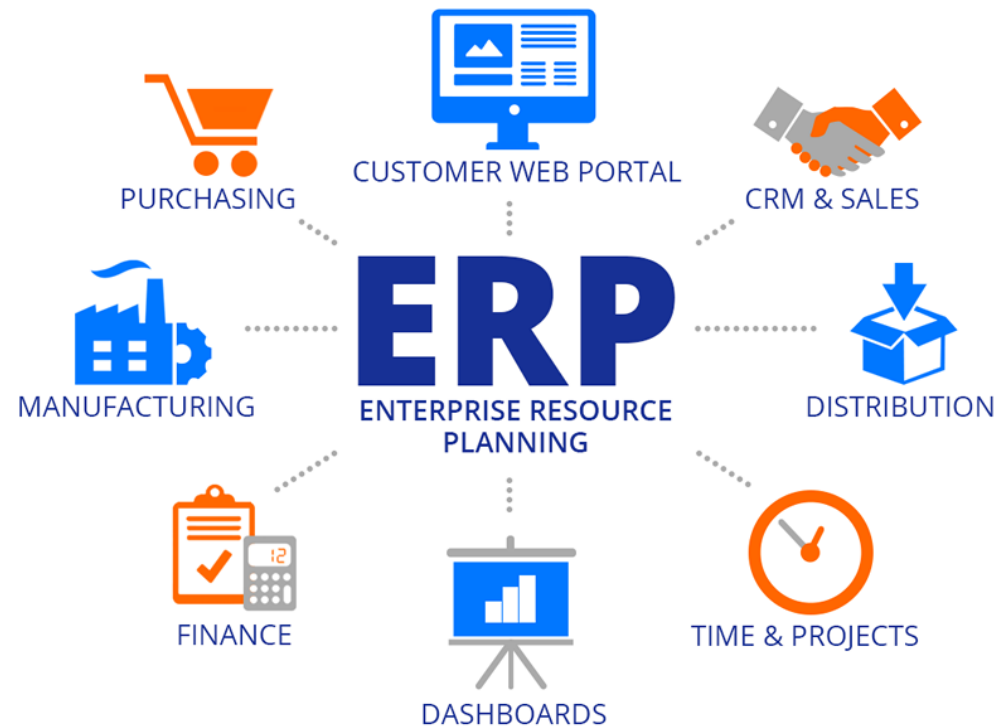 CUSTOMER WEB PORTAL
PURCHASING
CRM & SALES
ERP
ENTERPRISE RESOURCE
PLANNING
MANUFACTURING
DISTRIBUTION
12
FINANCE
TIME & PROJECTS
DASHBOARDS